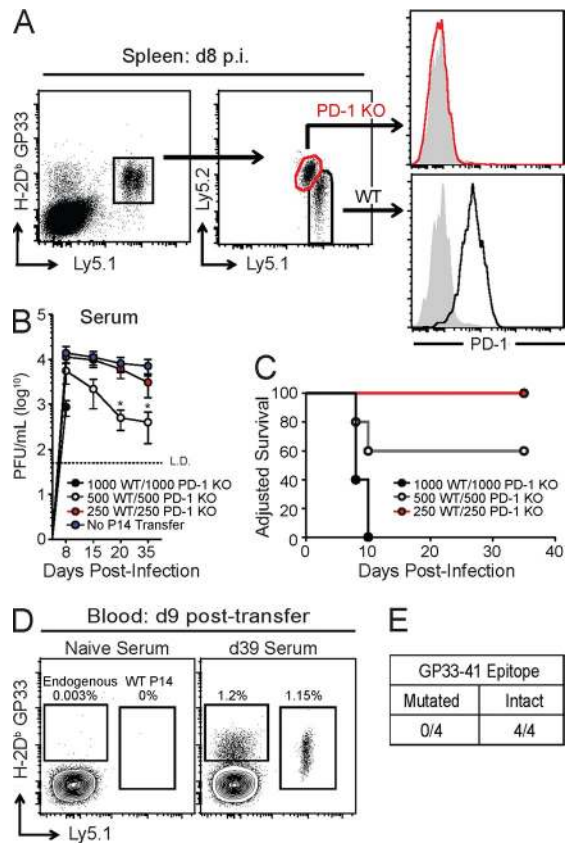 A
Spleen: d8 p.i.
H-2Dᵇ GP33
Ly5.1
Ly5.2
Ly5.1
PD-1 KO
WT
PD-1
B
Serum
PFU/mL (log¹⁰)
5
4
3
2
1
0
* *
L.D.
1000 WT/1000 PD-1 KO
500 WT/500 PD-1 KO
250 WT/250 PD-1 KO
No P14 Transfer
8 15 20 35
Days Post-Infection
C
Adjusted Survival
100
80
60
40
20
0
1000 WT/1000 PD-1 KO
500 WT/500 PD-1 KO
250 WT/250 PD-1 KO
0 10 20 30 40
Days Post-Infection
D
Blood: d9 post-transfer
Naive Serum
d39 Serum
H-2Dᵇ GP33
Endogenous WT P14
0.003% 0%
1.2% 1.15%
Ly5.1
E
GP33-41 Epitope
Mutated Intact
0/4 4/4